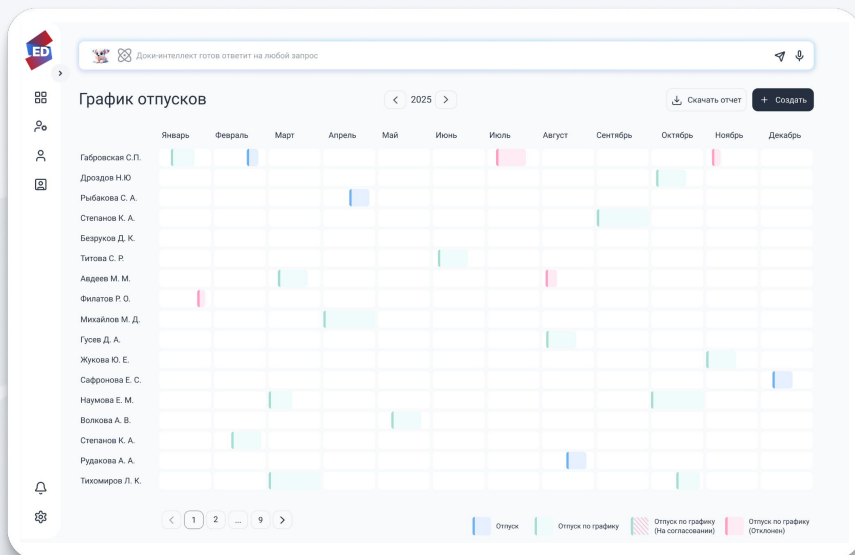 ED
Доки-интеллект готов ответит на любой запрос
График отпусков
2025
Скачать отчет
+ Создать
Январь Февраль Март Апрель Май Июнь Июль Август Сентябрь Октябрь Ноябрь Декабрь
Габровская С.П.
Дроздов Н.Ю
Рыбакова С. А.
Степанов К. А.
Безруков Д. К.
Титова С. Р.
Авдеев М. М.
Филатов Р. О.
Михайлов М. Д.
Гусев Д. А.
Жукова Ю. Е.
Сафронова Е. С.
Наумова Е. М.
Волкова А. В.
Степанов К. А.
Рудакова А. А.
Тихомиров Л. К.
1 2 ... 9
Отпуск
Отпуск по графику
Отпуск по графику
(На согласовании)
Отпуск по графику
(Отклонен)